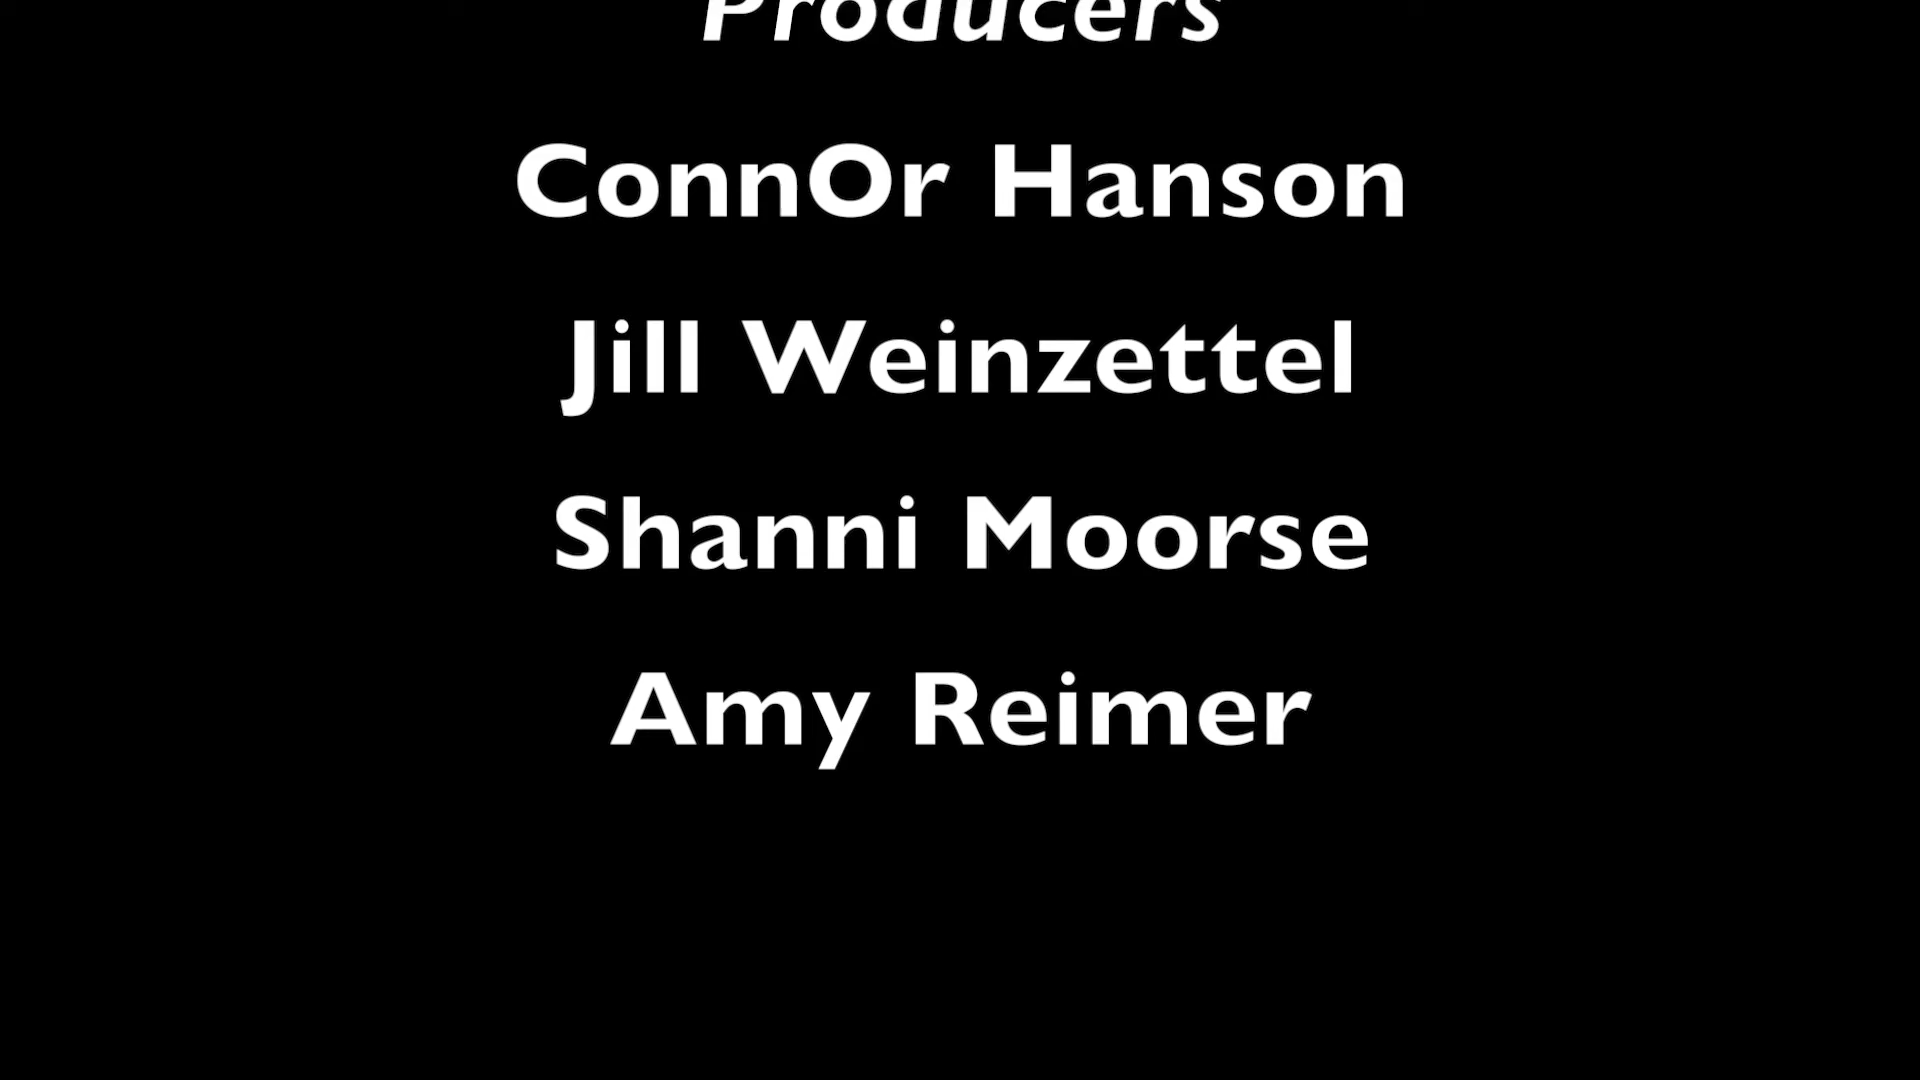 Producers
ConnOr Hanson
Jill Weinzettel
Shanni Moorse
Amy Reimer